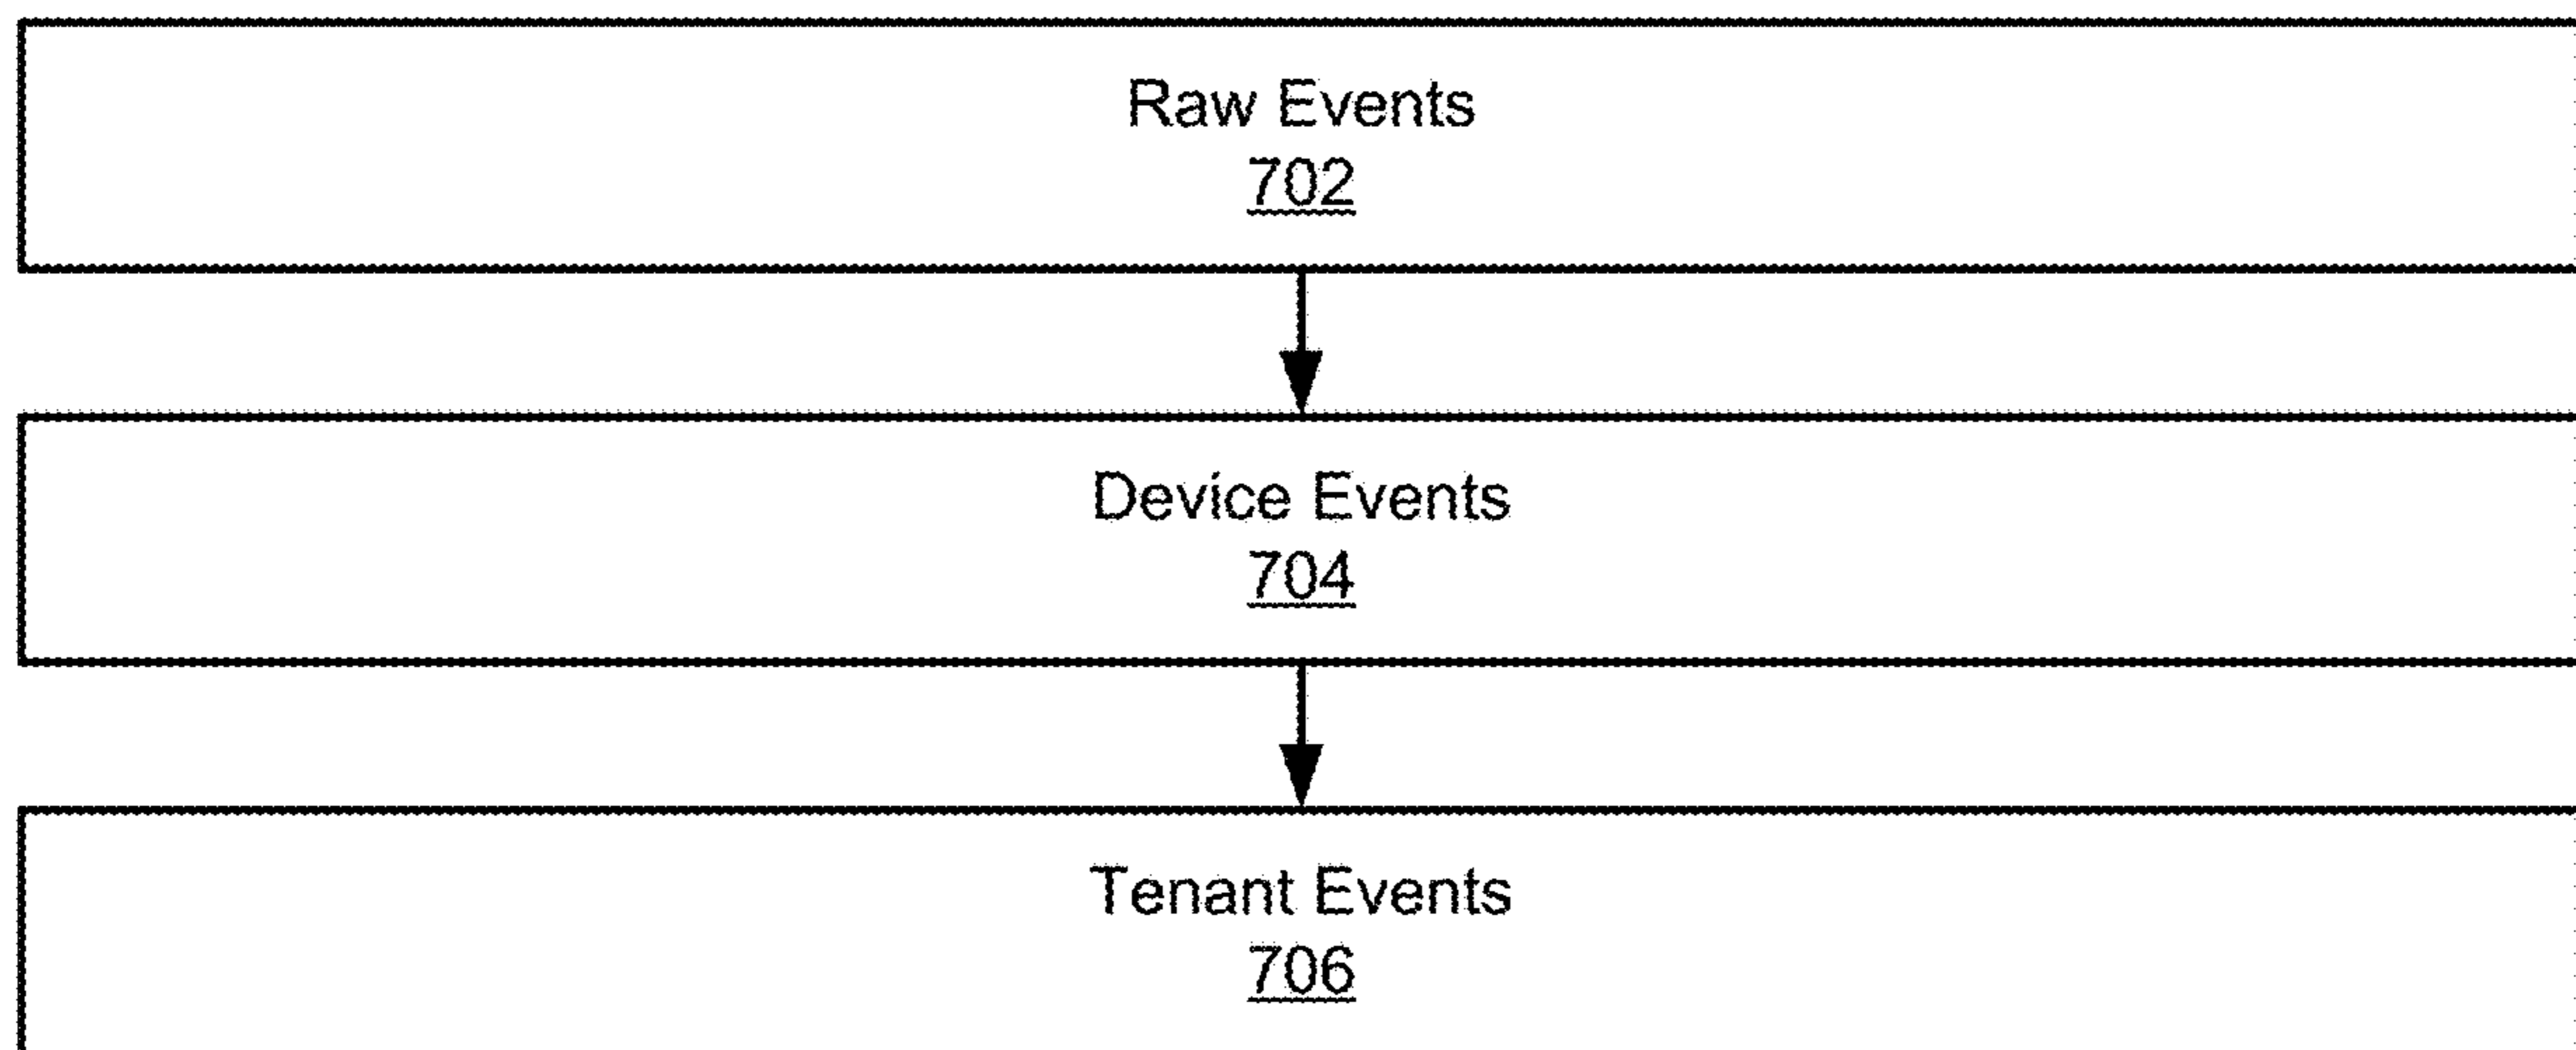 Raw Events
702
Device Events
704
Tenant Events
706